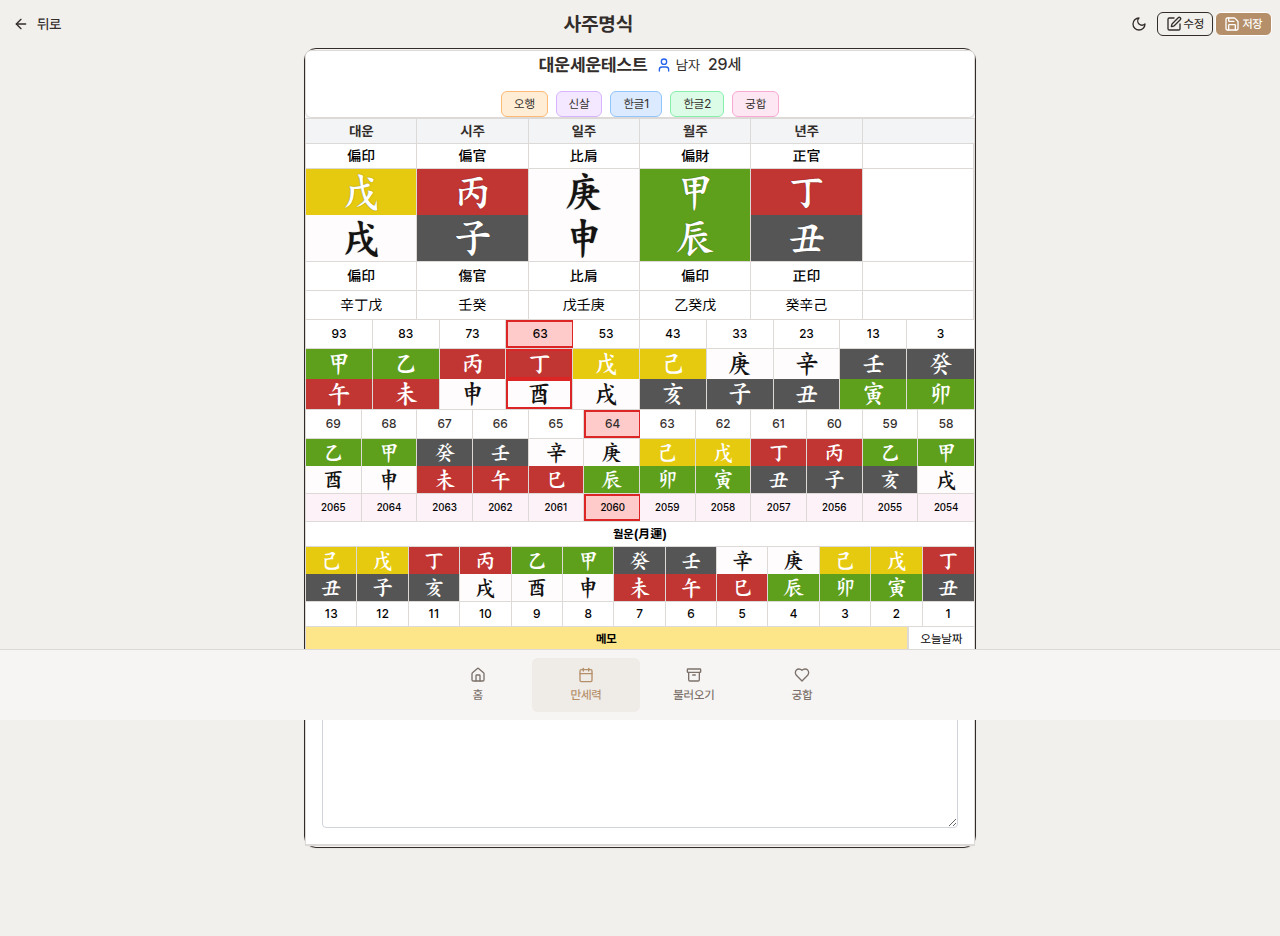 뒤로 사주명식 수정 저장
대운세운테스트 남자 29세
오행 신살 한글1 한글2 궁합
대운 시주 일주 월주 년주
偏印 偏官 比肩 偏財 正官
戊 丙 庚 甲 丁
戌 子 申 辰 丑
偏印 傷官 比肩 偏印 正印
辛丁戊 壬癸 戊壬庚 乙癸戊 癸辛己
93 83 73 63 53 43 33 23 13 3
甲 乙 丙 丁 戊 己 庚 辛 壬 癸
午 未 申 酉 戌 亥 子 丑 寅 卯
69 68 67 66 65 64 63 62 61 60 59 58
乙 甲 癸 壬 辛 庚 己 戊 丁 丙 乙 甲
酉 申 未 午 巳 辰 卯 寅 丑 子 亥 戌
2065 2064 2063 2062 2061 2060 2059 2058 2057 2056 2055 2054
월운(月運)
己 戊 丁 丙 乙 甲 癸 壬 辛 庚 己 戊 丁
丑 子 亥 戌 酉 申 未 午 巳 辰 卯 寅 丑
13 12 11 10 9 8 7 6 5 4 3 2 1
메모 오늘날짜
홈 만세력 불러오기 궁합